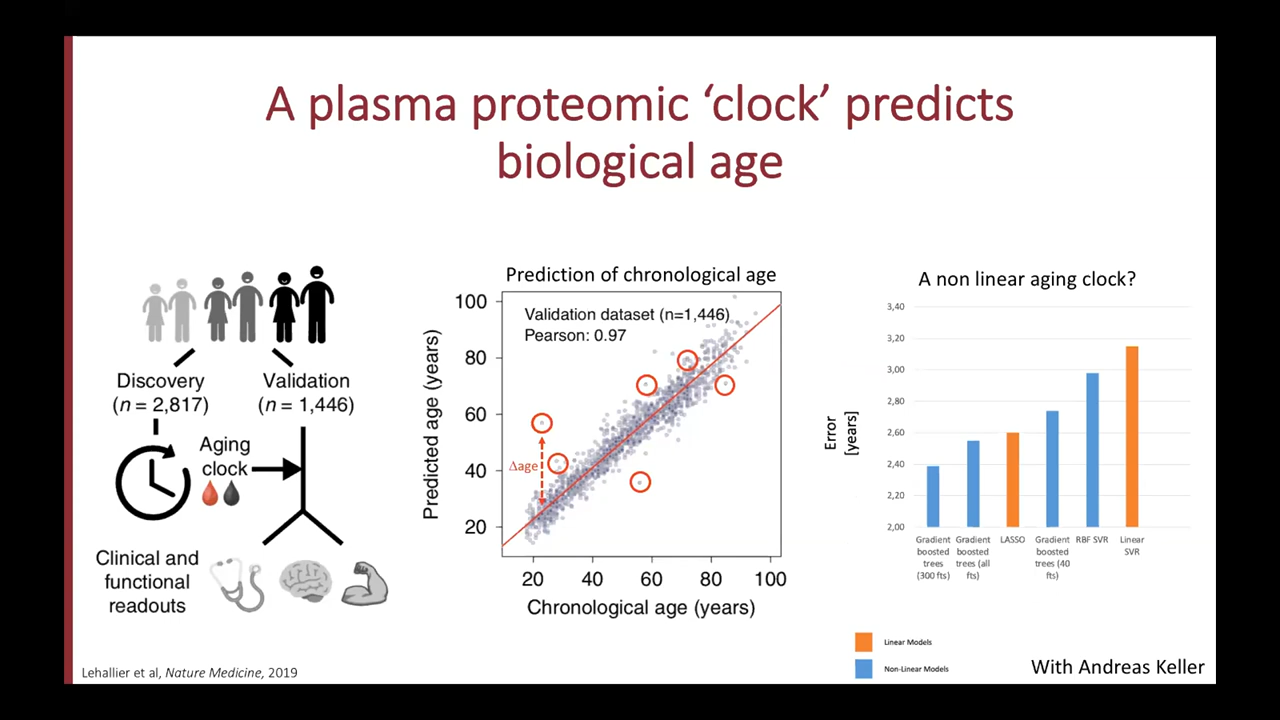 A plasma proteomic ‘clock’ predicts
biological age
Discovery
(n = 2,817)
Validation
(n = 1,446)
Aging
clock
Clinical and
functional
readouts
Prediction of chronological age
Validation dataset (n=1,446)
Pearson: 0.97
Predicted age (years)
100
80
60
40
20
Δage
20 40 60 80 100
Chronological age (years)
A non linear aging clock?
Error
[years]
3,40
3,20
3,00
2,80
2,60
2,40
2,20
2,00
Gradient
boosted
trees
(300 fts)
Gradient
boosted
trees (all
fts)
LASSO
Gradient
boosted
trees (40
fts)
RBF SVR
Linear
SVR
Linear Models
Non-Linear Models
Lehallier et al, Nature Medicine, 2019
With Andreas Keller